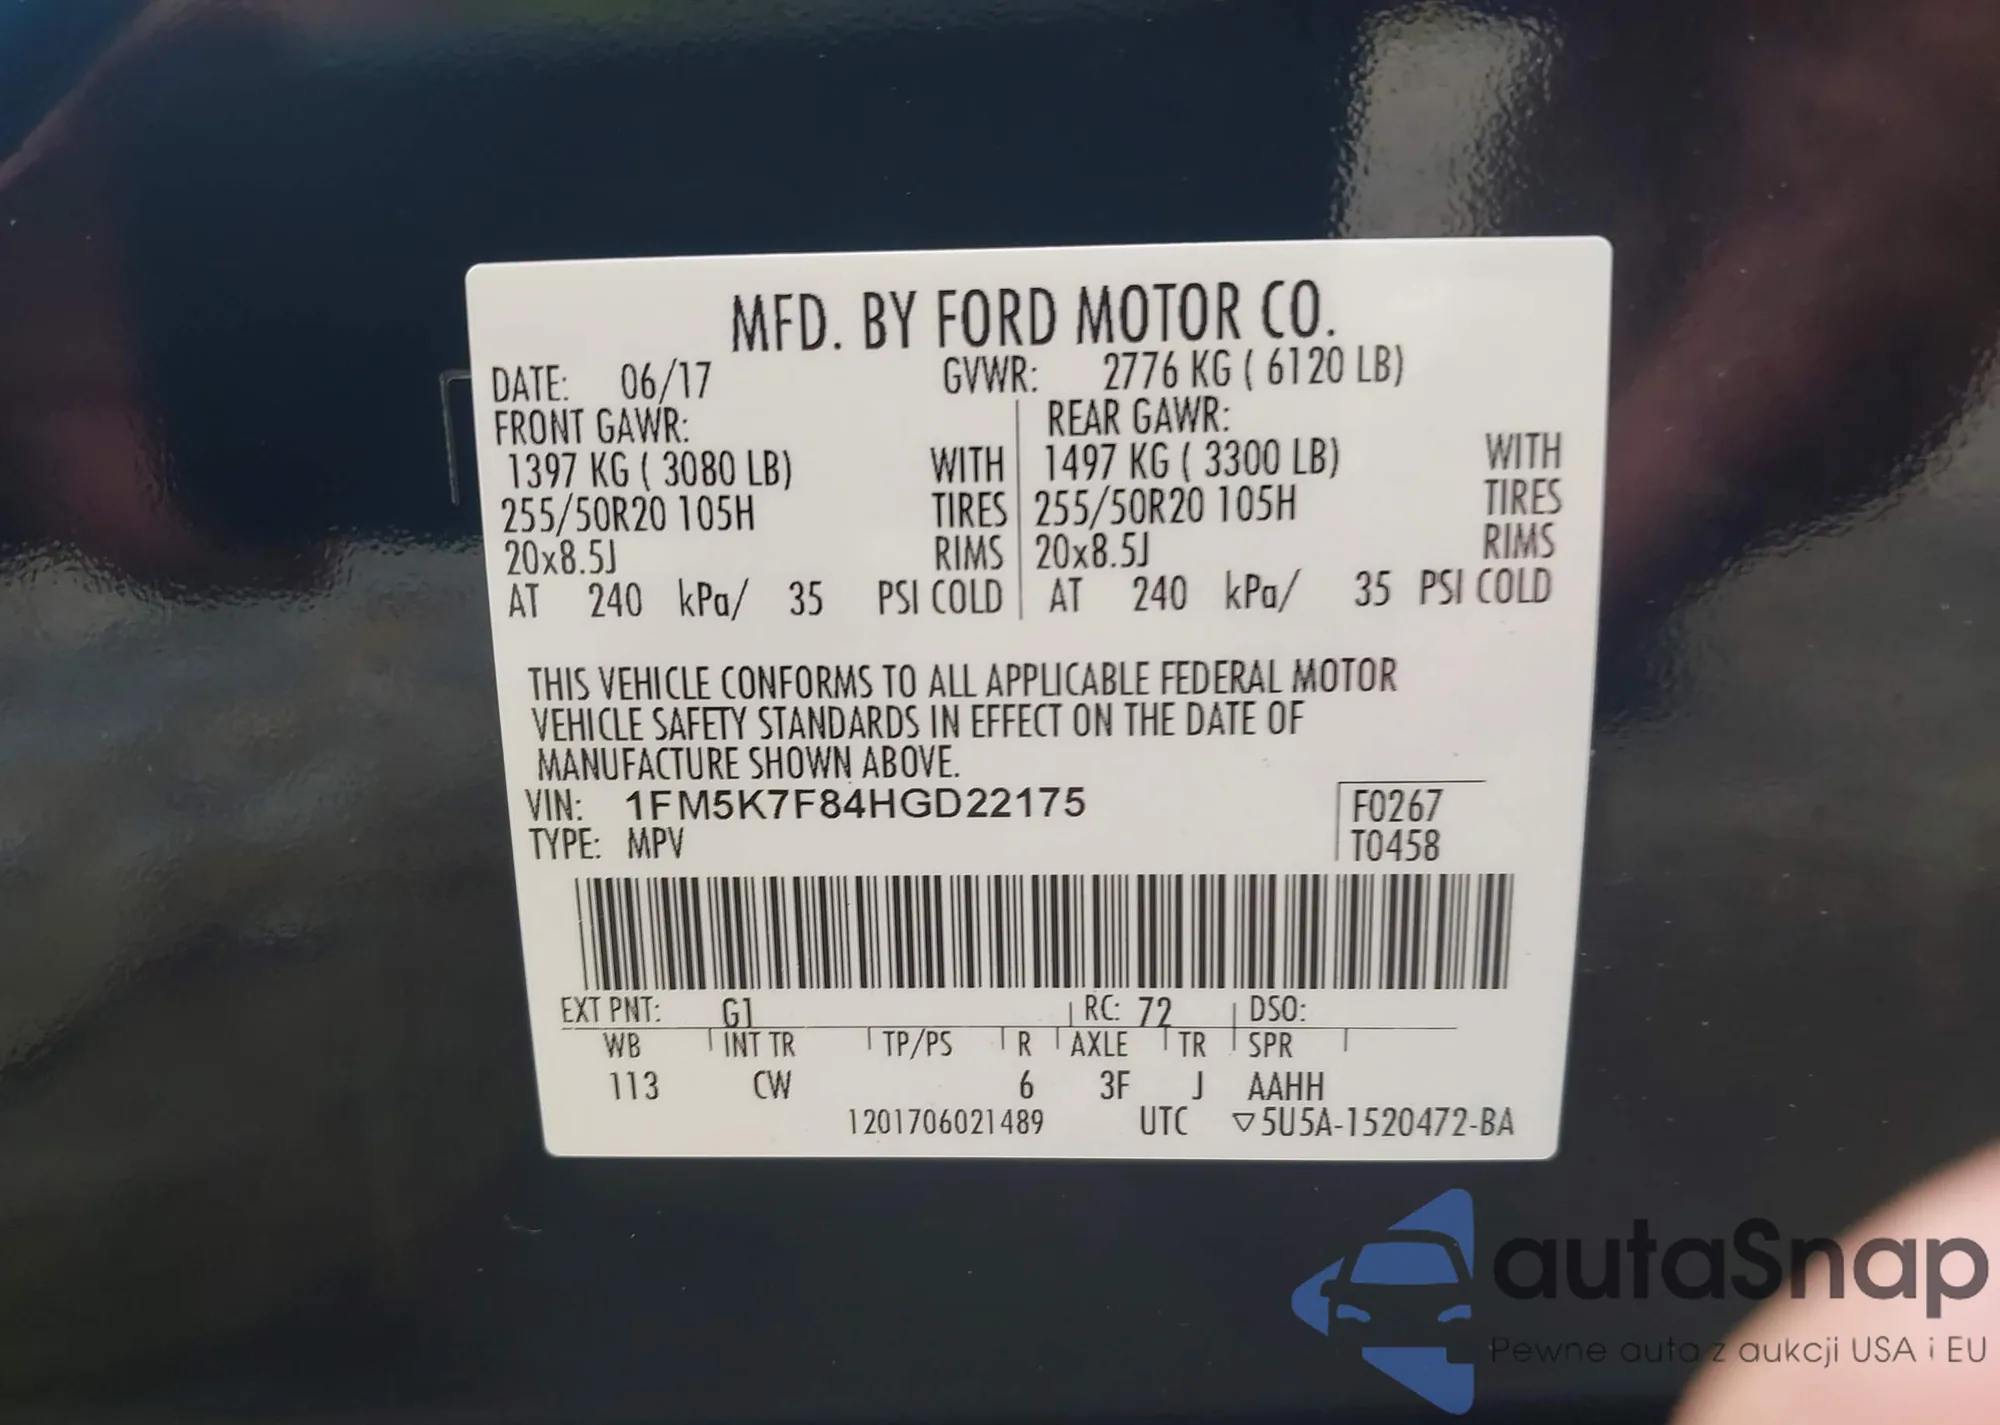 MFD. BY FORD MOTOR CO.
DATE: 06/17 GVWR: 2776 KG ( 6120 LB)
FRONT GAWR: REAR GAWR:
1397 KG ( 3080 LB) WITH 1497 KG ( 3300 LB) WITH
255/50R20 105H TIRES 255/50R20 105H TIRES
20x8.5J RIMS 20x8.5J RIMS
AT 240 kPa/ 35 PSI COLD AT 240 kPa/ 35 PSI COLD
THIS VEHICLE CONFORMS TO ALL APPLICABLE FEDERAL MOTOR
VEHICLE SAFETY STANDARDS IN EFFECT ON THE DATE OF
MANUFACTURE SHOWN ABOVE.
VIN: 1FM5K7F84HGD22175 F0267
TYPE: MPV T0458
EXT PNT: G1 RC: 72 DSO:
WB INT TR TP/PS R AXLE TR SPR
113 CW 6 3F J AAHH
1201706021489 UTC ▽5U5A-1520472-BA
autaSnap
Pewne auta z aukcji USA i EU